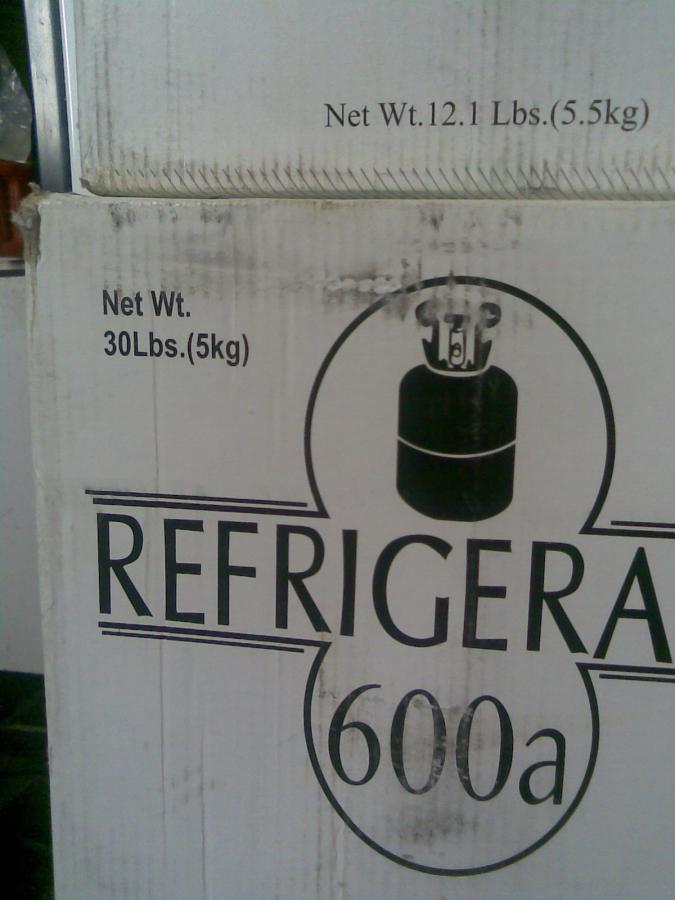 Net Wt.12.1 Lbs.(5.5kg)
Net Wt.
30Lbs.(5kg)
REFRIGERA
600a